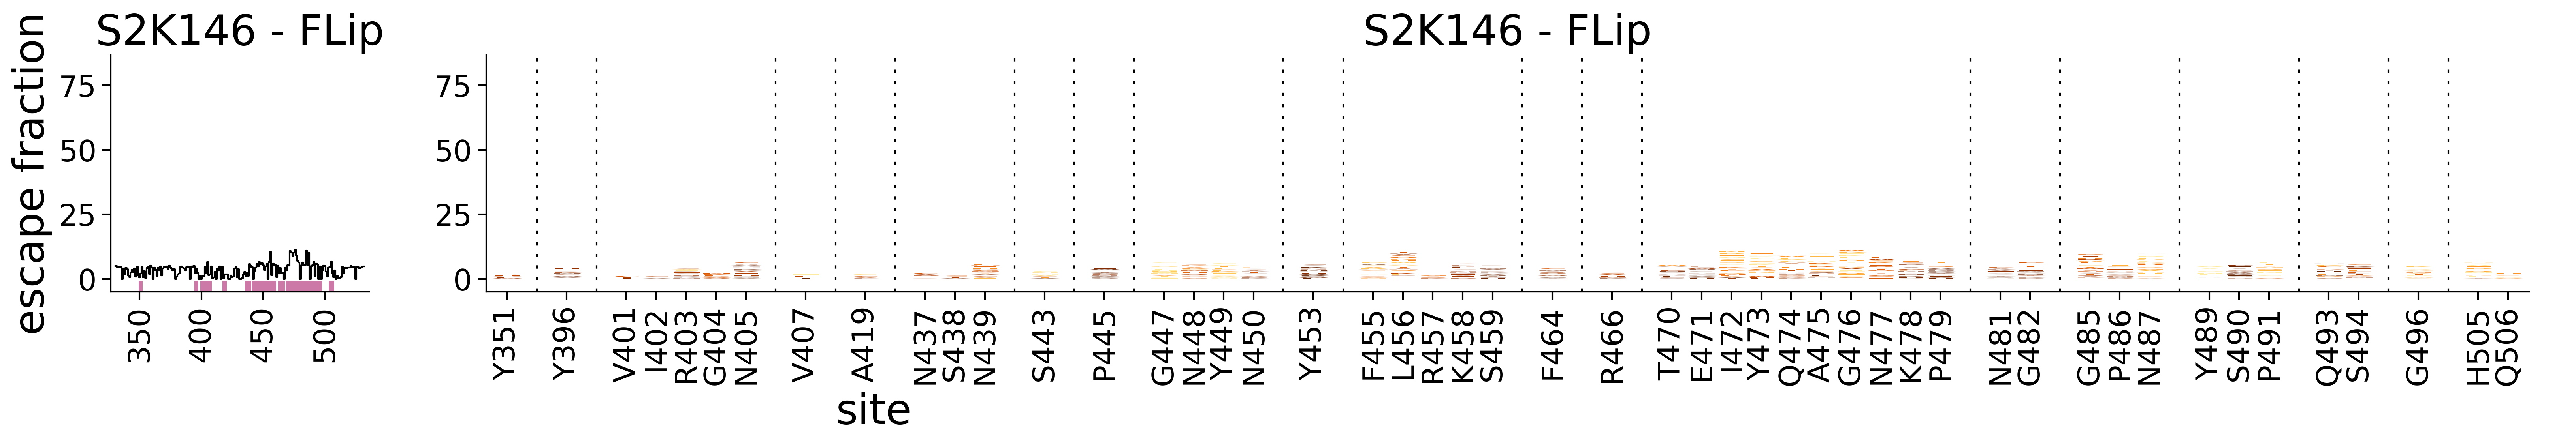 S2K146 - FLip
S2K146 - FLip
escape fraction
75
50
25
0
350
400
450
500
75
50
25
0
Y351
Y396
V401
I402
R403
G404
N405
V407
A419
N437
S438
N439
S443
P445
G447
N448
Y449
N450
Y453
F455
L456
R457
K458
S459
F464
R466
T470
E471
I472
Y473
Q474
A475
G476
N477
K478
P479
N481
G482
G485
P486
N487
Y489
S490
P491
Q493
S494
G496
H505
Q506
site